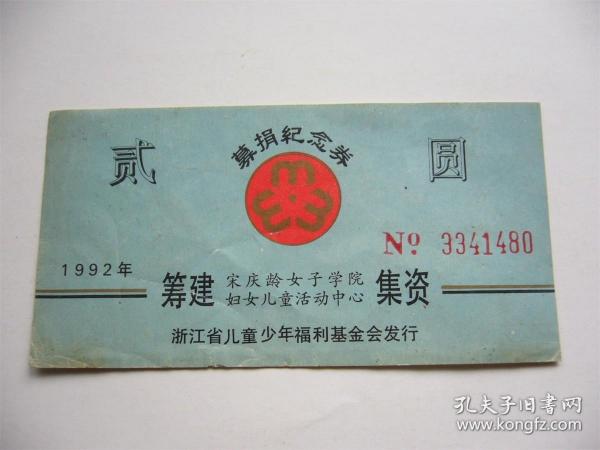 募捐纪念券
贰 圆
No 3341480
1992年
筹建 宋庆龄女子学院 集资
妇女儿童活动中心
浙江省儿童少年福利基金会发行
孔夫子旧书网
www.kongfz.com